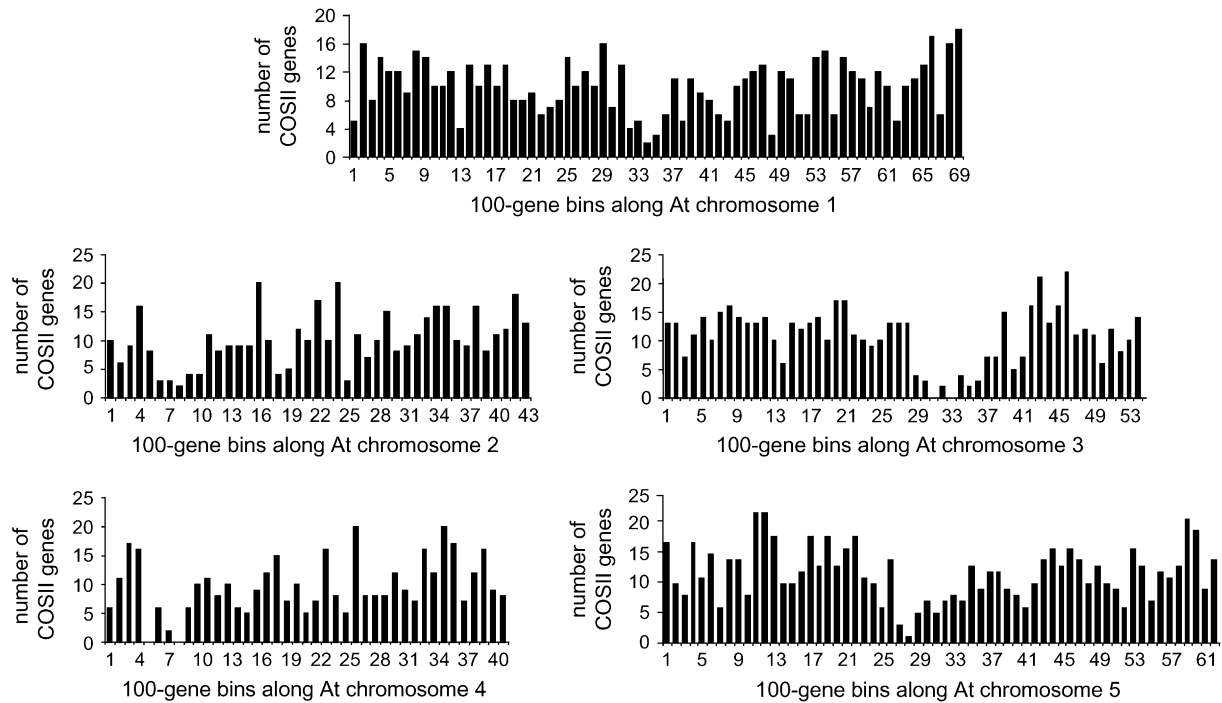 number of
COSII genes
20
16
12
8
4
0
1 5 9 13 17 21 25 29 33 37 41 45 49 53 57 61 65 69
100-gene bins along At chromosome 1
number of
COSII genes
25
20
15
10
5
0
1 4 7 10 13 16 19 22 25 28 31 34 37 40 43
100-gene bins along At chromosome 2
number of
COSII genes
25
20
15
10
5
0
1 5 9 13 17 21 25 29 33 37 41 45 49 53
100-gene bins along At chromosome 3
number of
COSII genes
25
20
15
10
5
0
1 4 7 10 13 16 19 22 25 28 31 34 37 40
100-gene bins along At chromosome 4
number of
COSII genes
25
20
15
10
5
0
1 5 9 13 17 21 25 29 33 37 41 45 49 53 57 61
100-gene bins along At chromosome 5